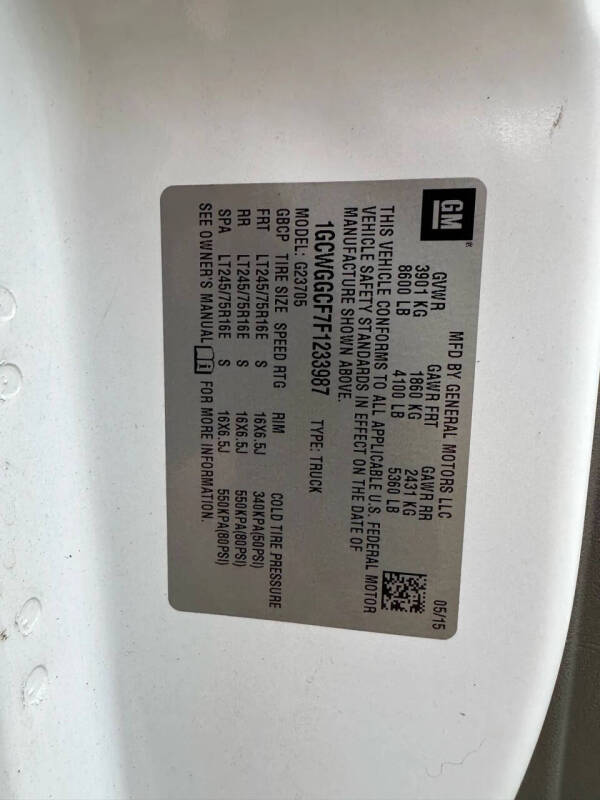 GM®
MFD BY GENERAL MOTORS LLC 05/15
GVWR GAWR FRT GAWR RR
3901 KG 1860 KG 2431 KG
8600 LB 4100 LB 5360 LB
THIS VEHICLE CONFORMS TO ALL APPLICABLE U.S. FEDERAL MOTOR
VEHICLE SAFETY STANDARDS IN EFFECT ON THE DATE OF
MANUFACTURE SHOWN ABOVE.
1GCWGGCF7F1233987 TYPE: TRUCK
MODEL: G23705
GBCP TIRE SIZE SPEED RTG RIM COLD TIRE PRESSURE
FRT LT245/75R16E S 16X6.5J 340KPA(50PSI)
RR LT245/75R16E S 16X6.5J 550KPA(80PSI)
SPA LT245/75R16E S 16X6.5J 550KPA(80PSI)
SEE OWNER'S MANUAL i FOR MORE INFORMATION.